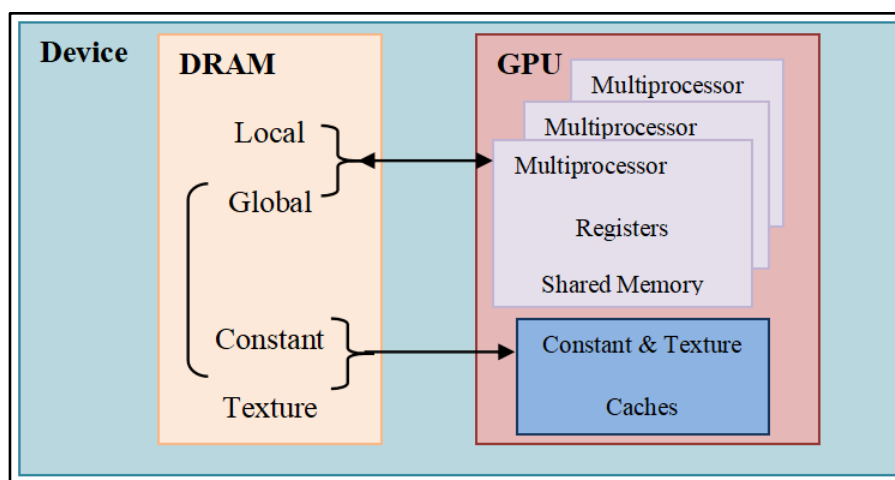 Device
DRAM
Local
Global
Constant
Texture
GPU
Multiprocessor
Multiprocessor
Multiprocessor
Registers
Shared Memory
Constant & Texture
Caches